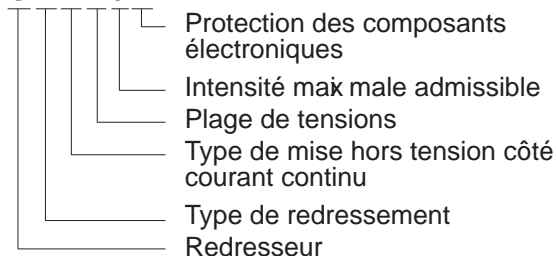 Protection des composants
électroniques
Intensité maximale admissible
Plage de tensions
Type de mise hors tension côté
courant continu
Type de redressement
Redresseur